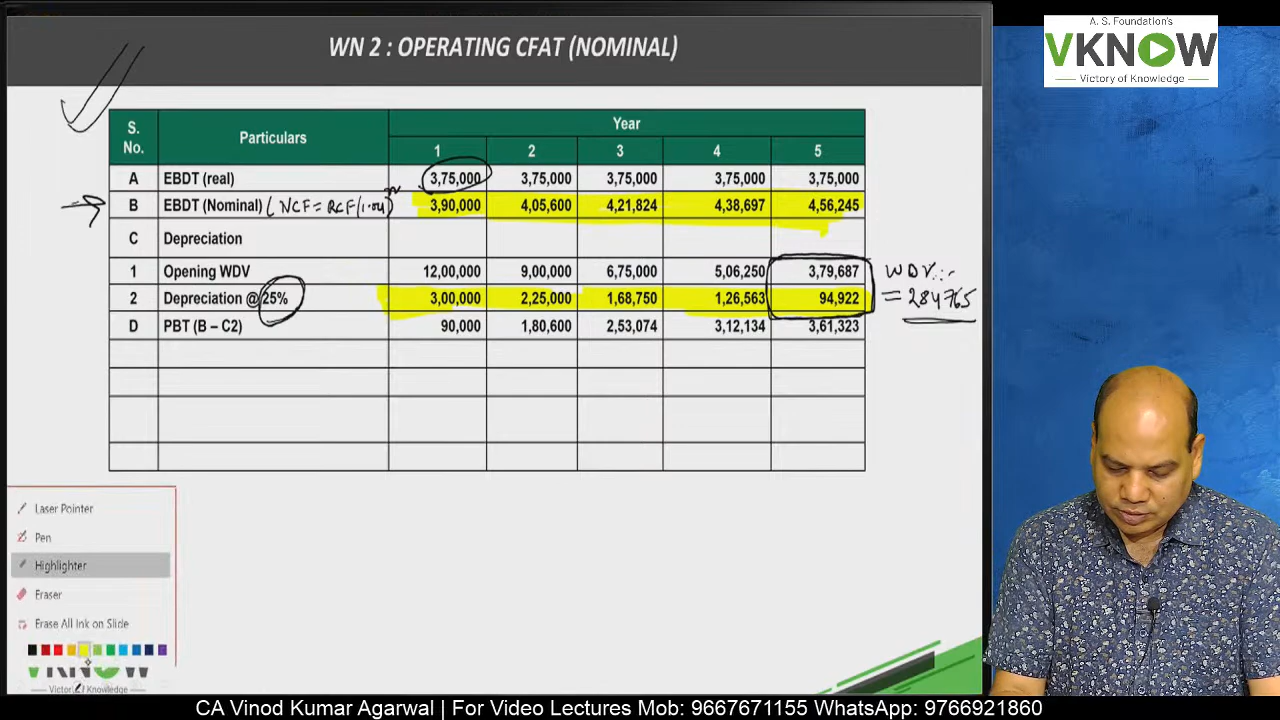 WN 2 : OPERATING CFAT (NOMINAL)
A. S. Foundation's
VKNOW
Victory of Knowledge
S. No. Particulars Year
1 2 3 4 5
A EBDT (real) 3,75,000 3,75,000 3,75,000 3,75,000 3,75,000
B EBDT (Nominal) (NCF = RCF/(1.04)^n 3,90,000 4,05,600 4,21,824 4,38,697 4,56,245
C Depreciation
1 Opening WDV 12,00,000 9,00,000 6,75,000 5,06,250 3,79,687 WDV
2 Depreciation @ 25% 3,00,000 2,25,000 1,68,750 1,26,563 94,922 = 284765
D PBT (B – C2) 90,000 1,80,600 2,53,074 3,12,134 3,61,323
Laser Pointer
Pen
Highlighter
Eraser
Erase All Ink on Slide
VKNOW
CA Vinod Kumar Agarwal | For Video Lectures Mob: 9667671155 WhatsApp: 9766921860